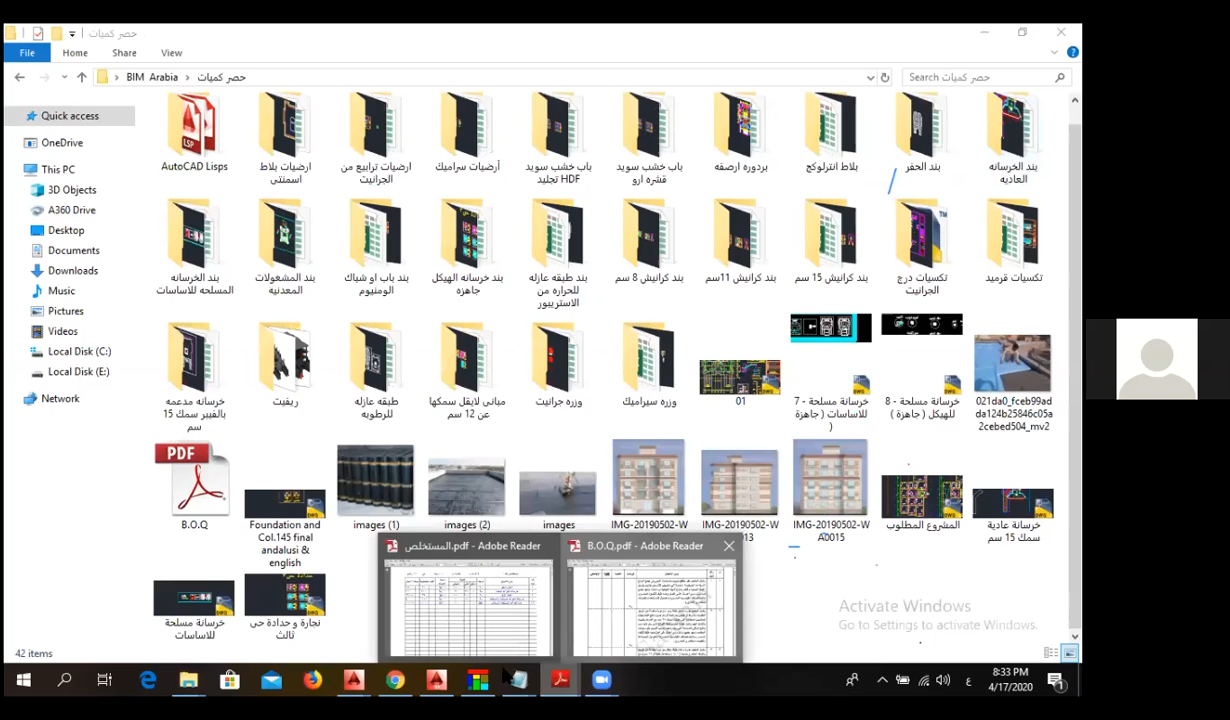 حصر كميات
File Home Share View
BIM Arabia حصر كميات
Search حصر كميات
Quick access
OneDrive
This PC
3D Objects
A360 Drive
Desktop
Documents
Downloads
Music
Pictures
Videos
Local Disk (C:)
Local Disk (E:)
Network
AutoCAD Lisps
ارضيات بلاط
اسمنتى
ارضيات ترابيع من
الجرانيت
أرضيات سراميك
باب خشب سويد
HDF تجليد
باب خشب سويد
قشره ارو
بردوره ارصفه
بلاط انترلوكج
بند الحفر
بند الخرسانه
العاديه
بند الخرسانه
المسلحه للاساسات
بند المشغولات
المعدنيه
بند باب او شباك
الومنيوم
بند خرسانه الهيكل
جاهزه
بند طبقه عازله
للحراره من
الاستريبور
بند كرانيش 8 سم
بند كرانيش 11سم
بند كرانيش 15 سم
تكسيات درج
الجرانيت
تكسيات قرميد
خرسانه مدعمه
بالفيبر سمك 15
سم
ريفيت
طبقه عازله
للرطوبه
مبانى لايقل سمكها
عن 12 سم
وزره جرانيت
وزره سيراميك
01
7 - خرسانة مسلحة
للاساسات ( جاهزة
)
8 - خرسانة مسلحة
للهيكل ( جاهزة )
021da0_fceb99ad
da124b25846c05a
2cebed504_mv2
PDF
B.O.Q
Foundation and
Col.145 final
andalusi &
english
images (1)
images (2)
images
IMG-20190502-W
IMG-20190502-W
013
IMG-20190502-W
A0015
المشروع المطلوب
خرسانة عادية
سمك 15 سم
خرسانة مسلحة
للاساسات
نجارة و حدادة حى
ثالث
المستخلص.pdf - Adobe Reader
B.O.Q.pdf - Adobe Reader
Activate Windows
Go to Settings to activate Windows.
42 items
8:33 PM
4/17/2020